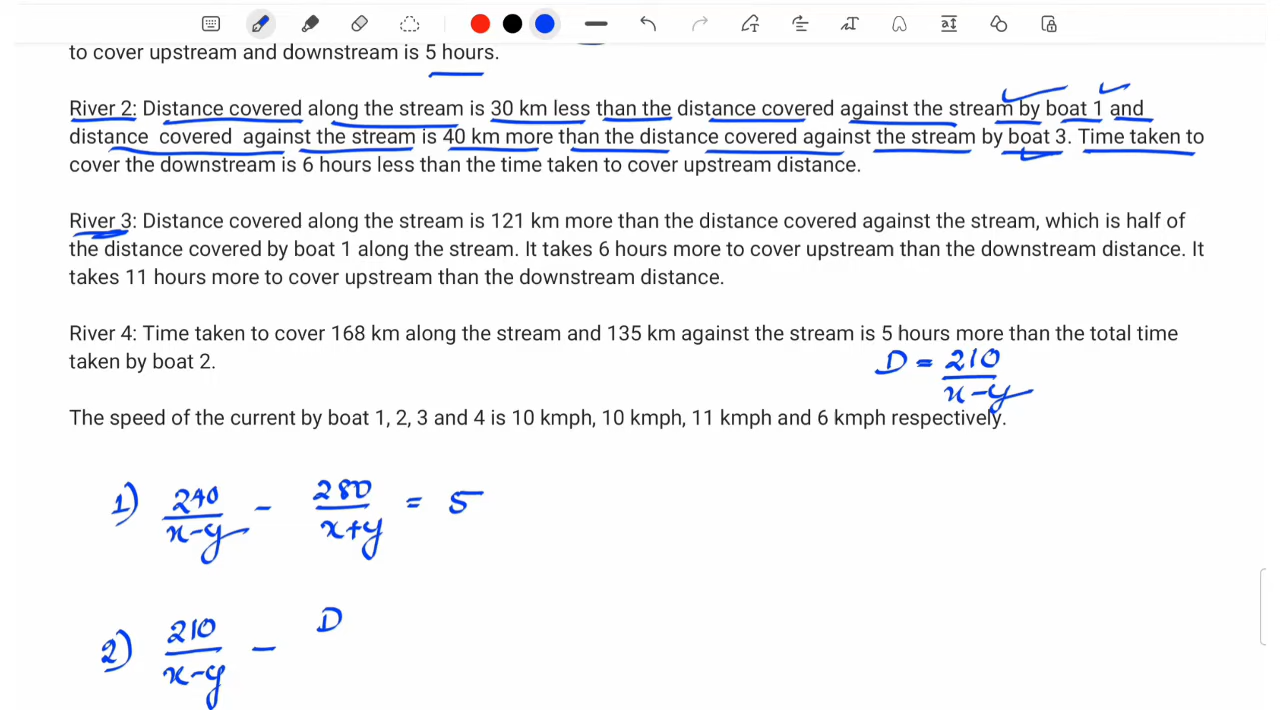 to cover upstream and downstream is 5 hours.
River 2: Distance covered along the stream is 30 km less than the distance covered against the stream by boat 1 and
distance covered against the stream is 40 km more than the distance covered against the stream by boat 3. Time taken to
cover the downstream is 6 hours less than the time taken to cover upstream distance.
River 3: Distance covered along the stream is 121 km more than the distance covered against the stream, which is half of
the distance covered by boat 1 along the stream. It takes 6 hours more to cover upstream than the downstream distance. It
takes 11 hours more to cover upstream than the downstream distance.
River 4: Time taken to cover 168 km along the stream and 135 km against the stream is 5 hours more than the total time
taken by boat 2.
D = 210
x-y
The speed of the current by boat 1, 2, 3 and 4 is 10 kmph, 10 kmph, 11 kmph and 6 kmph respectively.
1) 240 - 280 = 5
x-y x+y
2) 210 - D
x-y